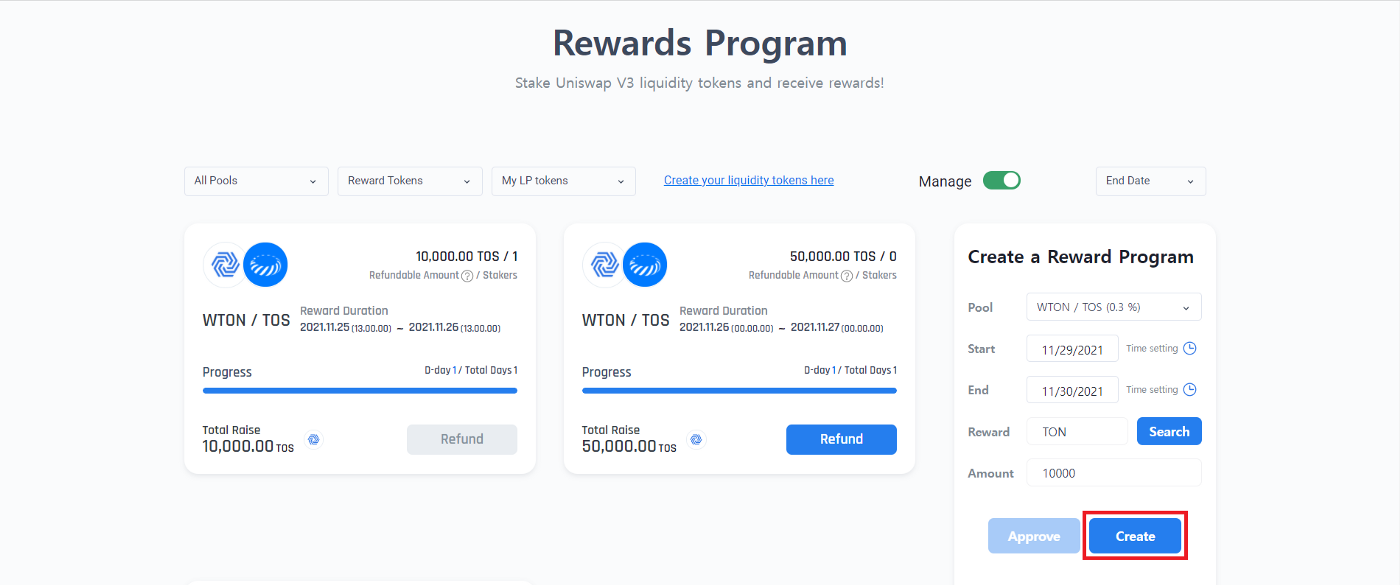 Rewards Program
Stake Uniswap V3 liquidity tokens and receive rewards!
All Pools
Reward Tokens
My LP tokens
Create your liquidity tokens here
Manage
End Date
10,000.00 TOS / 1
Refundable Amount ? / Stakers
WTON / TOS
Reward Duration
2021.11.25 (13.00.00) ~ 2021.11.26 (13.00.00)
Progress
D-day 1 / Total Days 1
Total Raise
10,000.00 TOS
Refund
50,000.00 TOS / 0
Refundable Amount ? / Stakers
WTON / TOS
Reward Duration
2021.11.26 (00.00.00) ~ 2021.11.27 (00.00.00)
Progress
D-day 1 / Total Days 1
Total Raise
50,000.00 TOS
Refund
Create a Reward Program
Pool
WTON / TOS (0.3 %)
Start
11/29/2021
Time setting
End
11/30/2021
Time setting
Reward
TON
Search
Amount
10000
Approve
Create